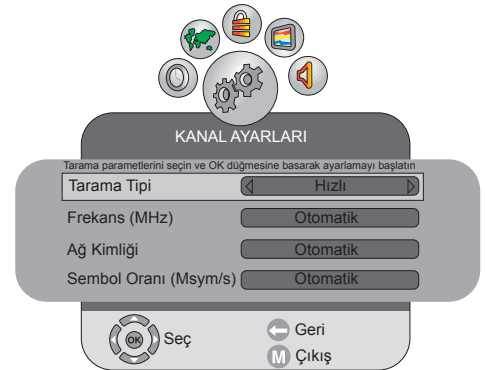 KANAL AYARLARI
Tarama parametlerini seçin ve OK düğmesine basarak ayarlamayı başlatın
Tarama Tipi Hızlı
Frekans (MHz) Otomatik
Ağ Kimliği Otomatik
Sembol Oranı (Msym/s) Otomatik
OK Seç Geri
M Çıkış